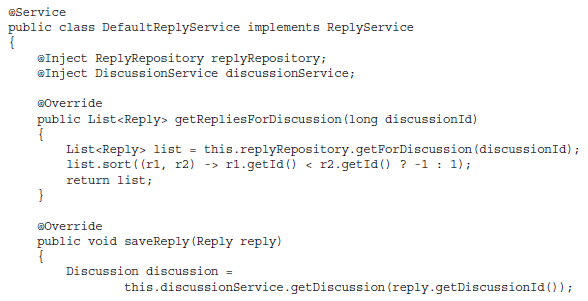 @Service
public class DefaultReplyService implements ReplyService
{
    @Inject ReplyRepository replyRepository;
    @Inject DiscussionService discussionService;

    @Override
    public List<Reply> getRepliesForDiscussion(long discussionId)
    {
        List<Reply> list = this.replyRepository.getForDiscussion(discussionId);
        list.sort((r1, r2) -> r1.getId() < r2.getId() ? -1 : 1);
        return list;
    }

    @Override
    public void saveReply(Reply reply)
    {
        Discussion discussion =
                this.discussionService.getDiscussion(reply.getDiscussionId());